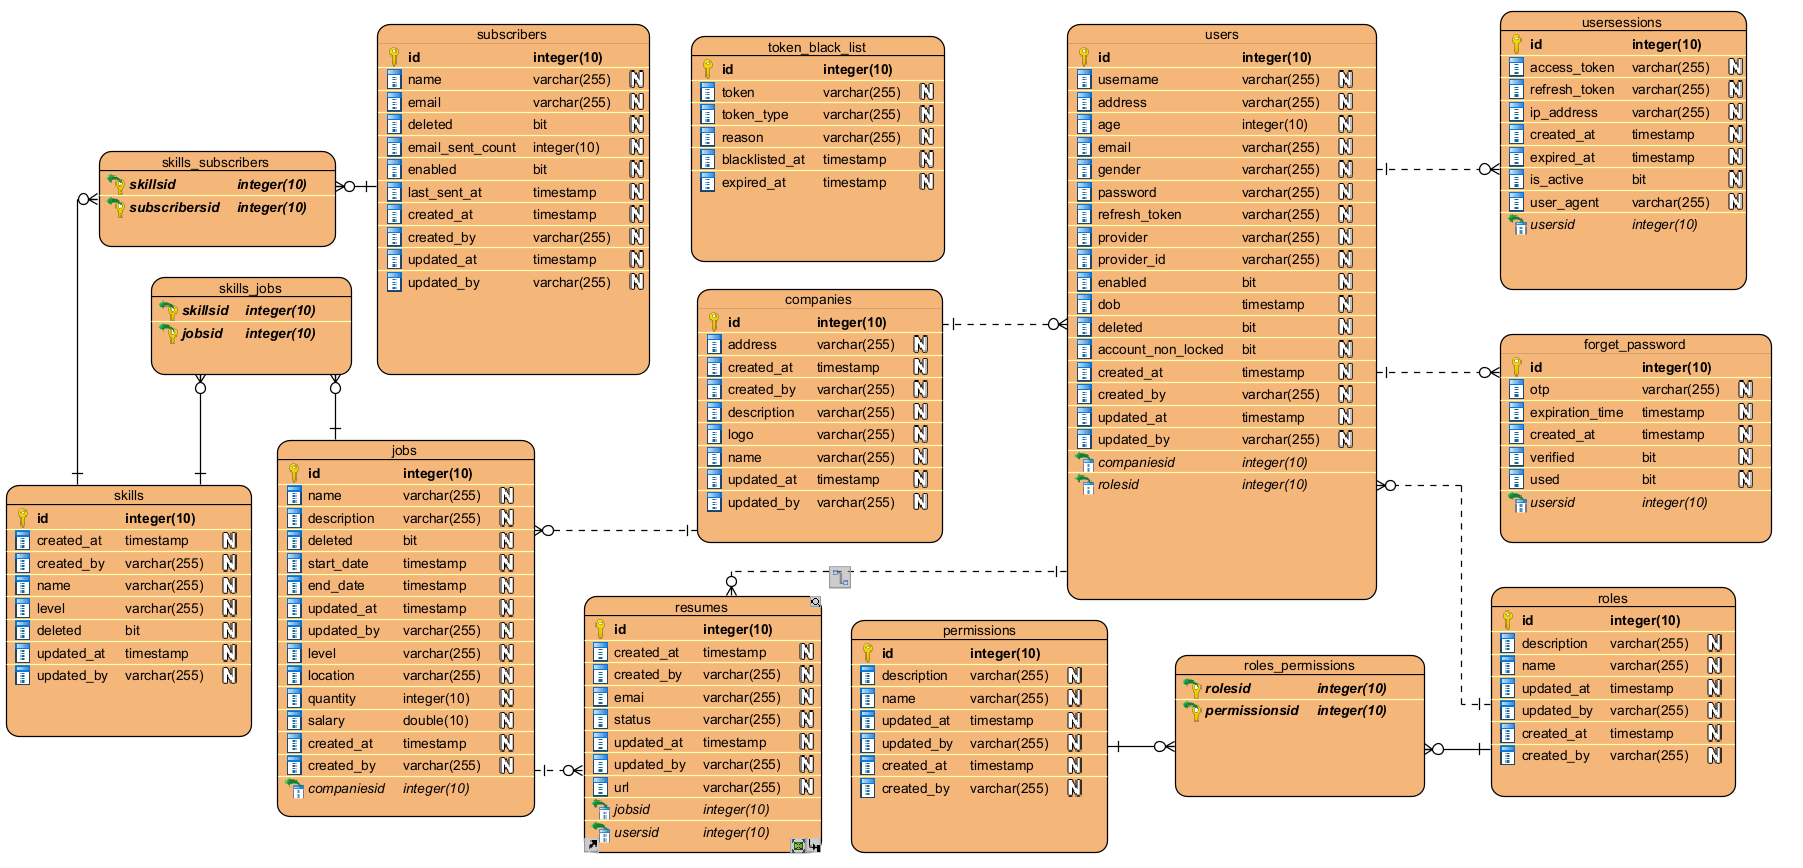 subscribers
id integer(10)
name varchar(255) N
email varchar(255) N
deleted bit N
email_sent_count integer(10) N
enabled bit N
last_sent_at timestamp N
created_at timestamp N
created_by varchar(255) N
updated_at timestamp N
updated_by varchar(255) N
token_black_list
id integer(10)
token varchar(255) N
token_type varchar(255) N
reason varchar(255) N
blacklisted_at timestamp N
expired_at timestamp N
users
id integer(10)
username varchar(255) N
address varchar(255) N
age integer(10) N
email varchar(255) N
gender varchar(255) N
password varchar(255) N
refresh_token varchar(255) N
provider varchar(255) N
provider_id varchar(255) N
enabled bit N
dob timestamp N
deleted bit N
account_non_locked bit N
created_at timestamp N
created_by varchar(255) N
updated_at timestamp N
updated_by varchar(255) N
companiesid integer(10)
rolesid integer(10)
usersessions
id integer(10)
access_token varchar(255) N
refresh_token varchar(255) N
ip_address varchar(255) N
created_at timestamp N
expired_at timestamp N
is_active bit N
user_agent varchar(255) N
usersid integer(10)
skills_subscribers
skillsid integer(10)
subscribersid integer(10)
skills_jobs
skillsid integer(10)
jobsid integer(10)
companies
id integer(10)
address varchar(255) N
created_at timestamp N
created_by varchar(255) N
description varchar(255) N
logo varchar(255) N
name varchar(255) N
updated_at timestamp N
updated_by varchar(255) N
forget_password
id integer(10)
otp varchar(255) N
expiration_time timestamp N
created_at timestamp N
verified bit N
used bit N
usersid integer(10)
jobs
id integer(10)
name varchar(255) N
description varchar(255) N
deleted bit N
start_date timestamp N
end_date timestamp N
updated_at timestamp N
updated_by varchar(255) N
level varchar(255) N
location varchar(255) N
quantity integer(10) N
salary double(10) N
created_at timestamp N
created_by varchar(255) N
companiesid integer(10)
skills
id integer(10)
created_at timestamp N
created_by varchar(255) N
name varchar(255) N
level varchar(255) N
deleted bit N
updated_at timestamp N
updated_by varchar(255) N
resumes
id integer(10)
created_at timestamp N
created_by varchar(255) N
emai varchar(255) N
status varchar(255) N
updated_at timestamp N
updated_by varchar(255) N
url varchar(255) N
jobsid integer(10)
usersid integer(10)
permissions
id integer(10)
description varchar(255) N
name varchar(255) N
updated_at timestamp N
updated_by varchar(255) N
created_at timestamp N
created_by varchar(255) N
roles_permissions
rolesid integer(10)
permissionsid integer(10)
roles
id integer(10)
description varchar(255) N
name varchar(255) N
updated_at timestamp N
updated_by varchar(255) N
created_at timestamp N
created_by varchar(255) N